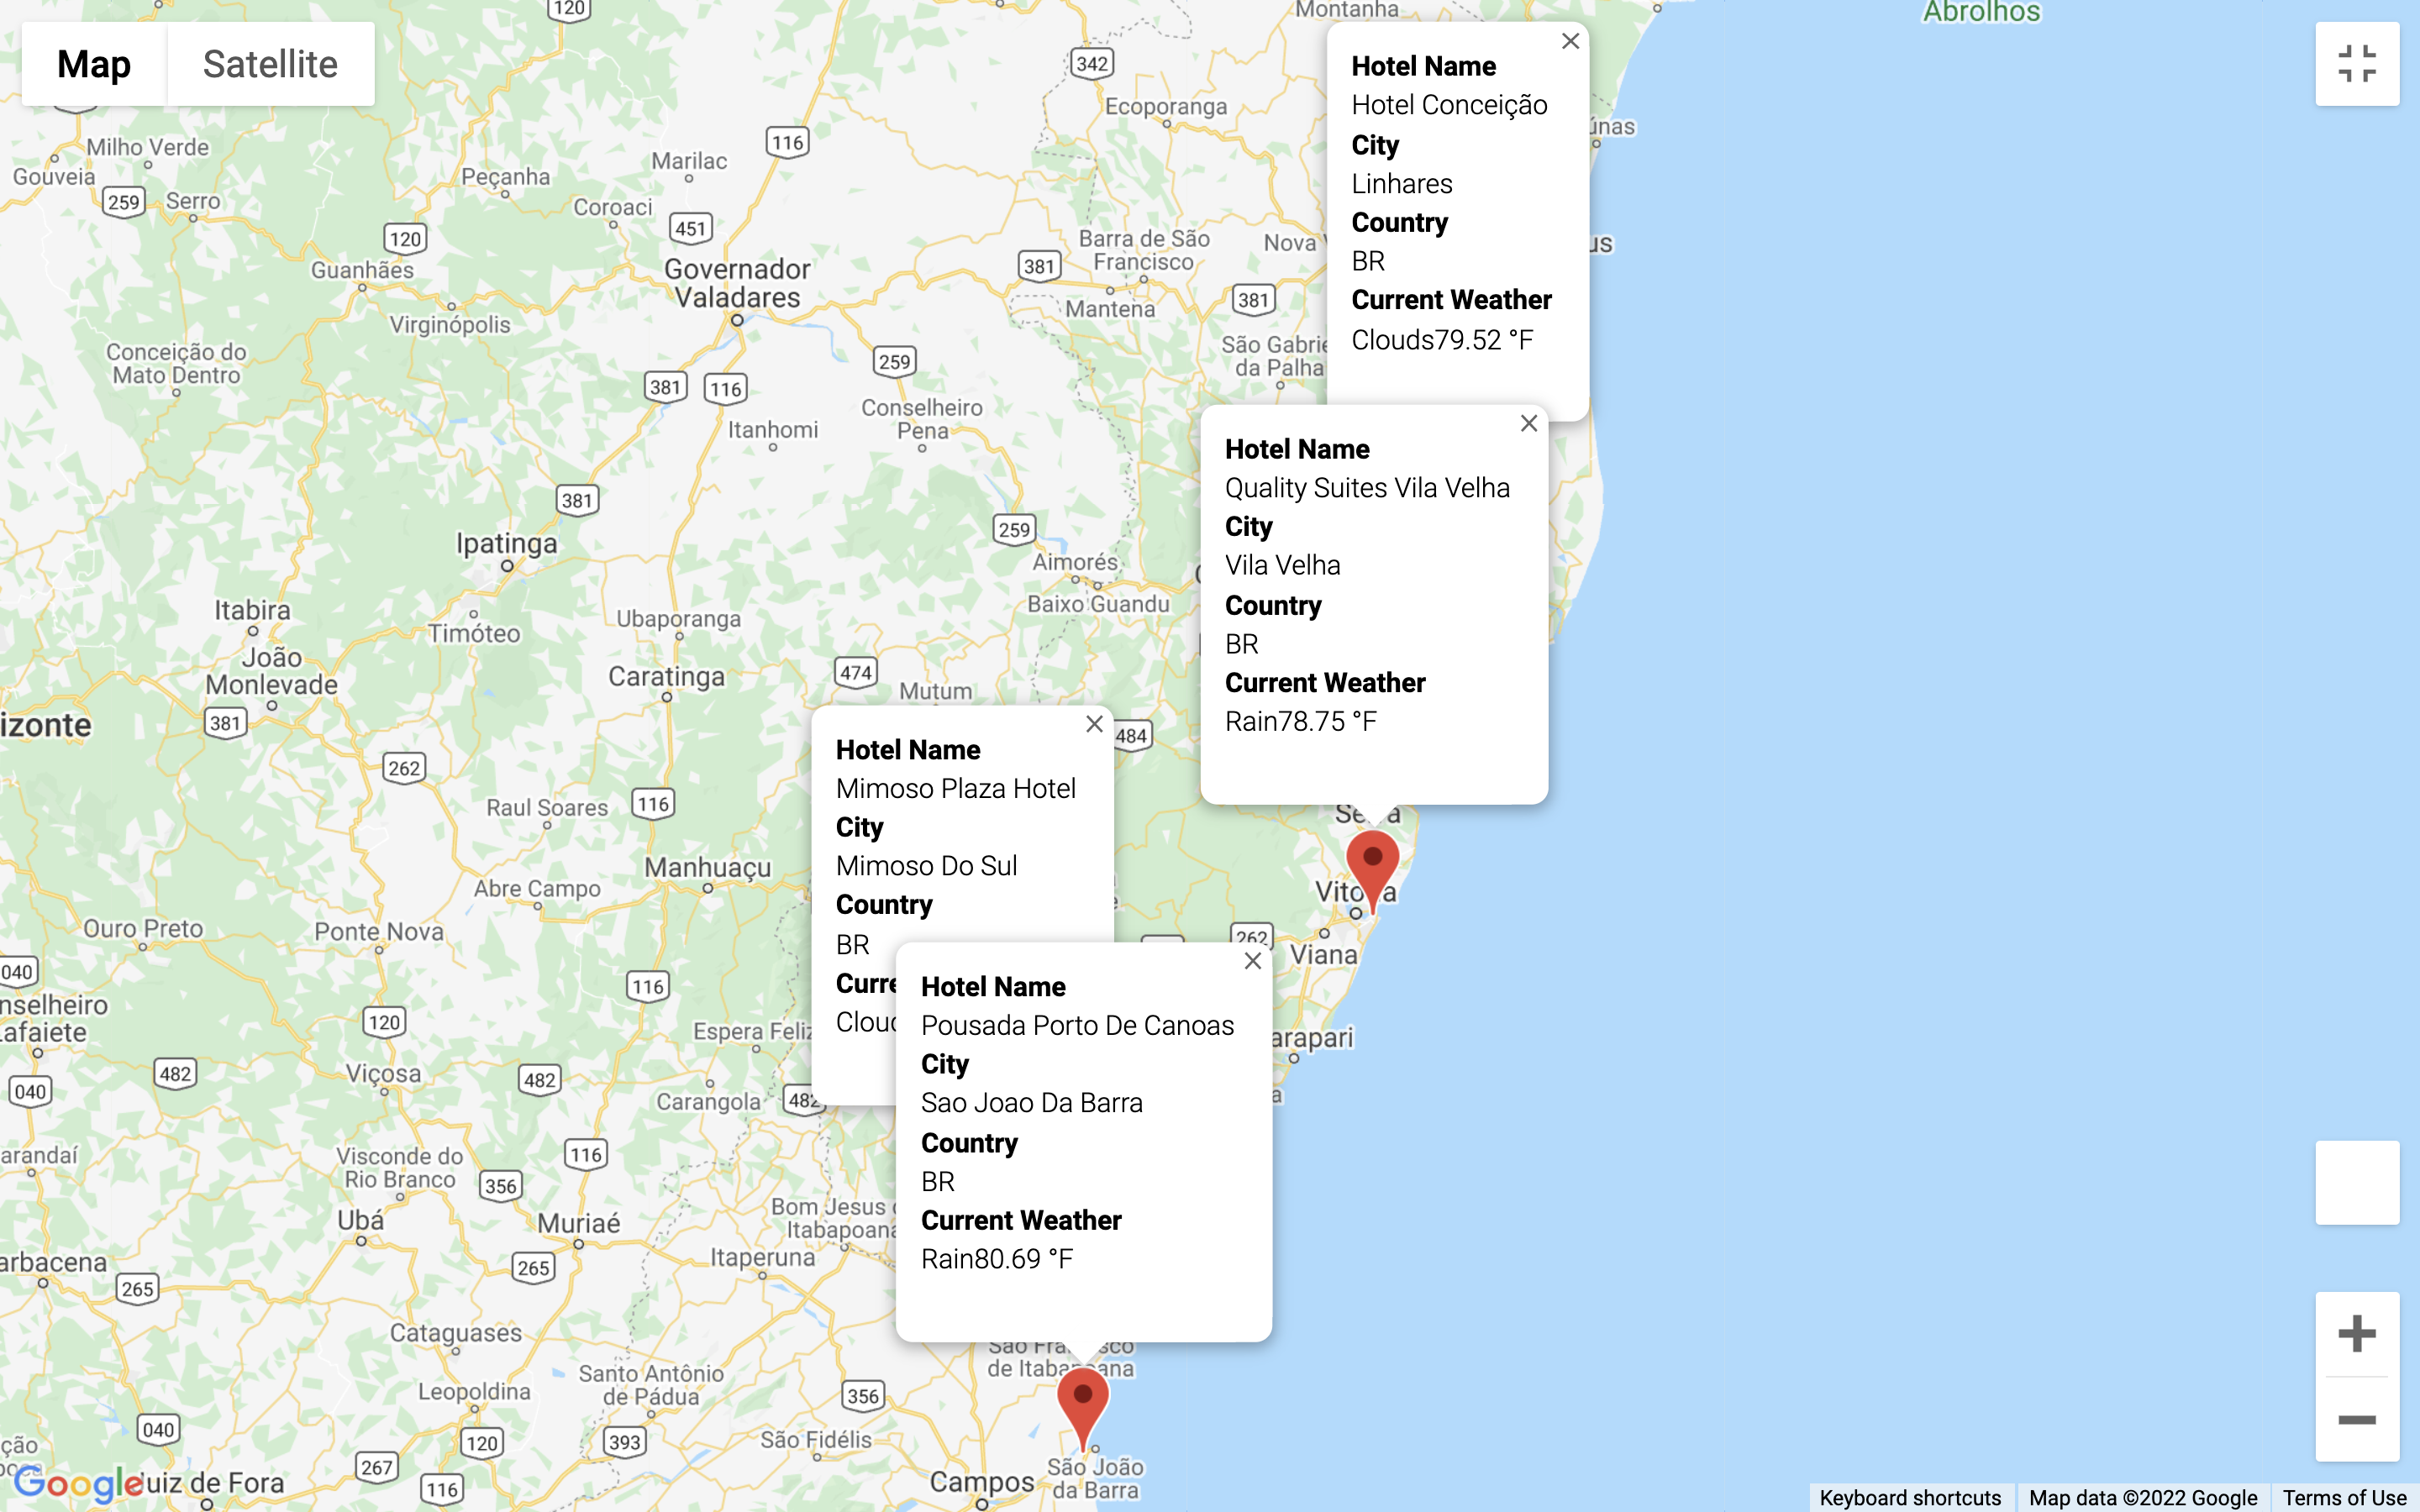 120
Montanha
Abrolhos
Map
Satellite
342
Ecoporanga
Hotel Name
Hotel Conceição
City
Linhares
Country
BR
Current Weather
Clouds79.52 °F
116
Milho Verde
Gouveia
259
Serro
Peçanha
Marilac
Coroaci
451
120
Guanhães
Governador
Valadares
Virginópolis
381
Barra de São
Francisco
Mantena
Nova
381
São Gabrie
da Palha
Conceição do
Mato Dentro
381
116
259
Conselheiro
Pena
Itanhomi
Hotel Name
Quality Suites Vila Velha
City
Vila Velha
Country
BR
Current Weather
Rain78.75 °F
381
259
Ipatinga
Aimorés
Baixo Guandu
Itabira
Timóteo
Ubaporanga
João
Monlevade
Caratinga
474
Mutum
izonte
381
484
262
Hotel Name
Mimoso Plaza Hotel
City
Mimoso Do Sul
Country
BR
Curre
Clou
Raul Soares
116
Manhuaçu
Abre Campo
Ouro Preto
Ponte Nova
Viana
262
040
nselheiro
Lafaiete
120
116
Espera Feliz
Hotel Name
Pousada Porto De Canoas
City
Sao Joao Da Barra
Country
BR
Current Weather
Rain80.69 °F
arapari
482
040
Viçosa
482
Carangola
482
arandaí
Visconde do
Rio Branco
116
356
Ubá
Muriaé
Bom Jesus
Itabapoana
Itaperuna
arbacena
265
265
Cataguases
de Itabapoana
Santo Antônio
de Pádua
356
Leopoldina
040
120
393
São Fidélis
267
116
Campos
São João
da Barra
Google
Juiz de Fora
Keyboard shortcuts
Map data ©2022 Google
Terms of Use